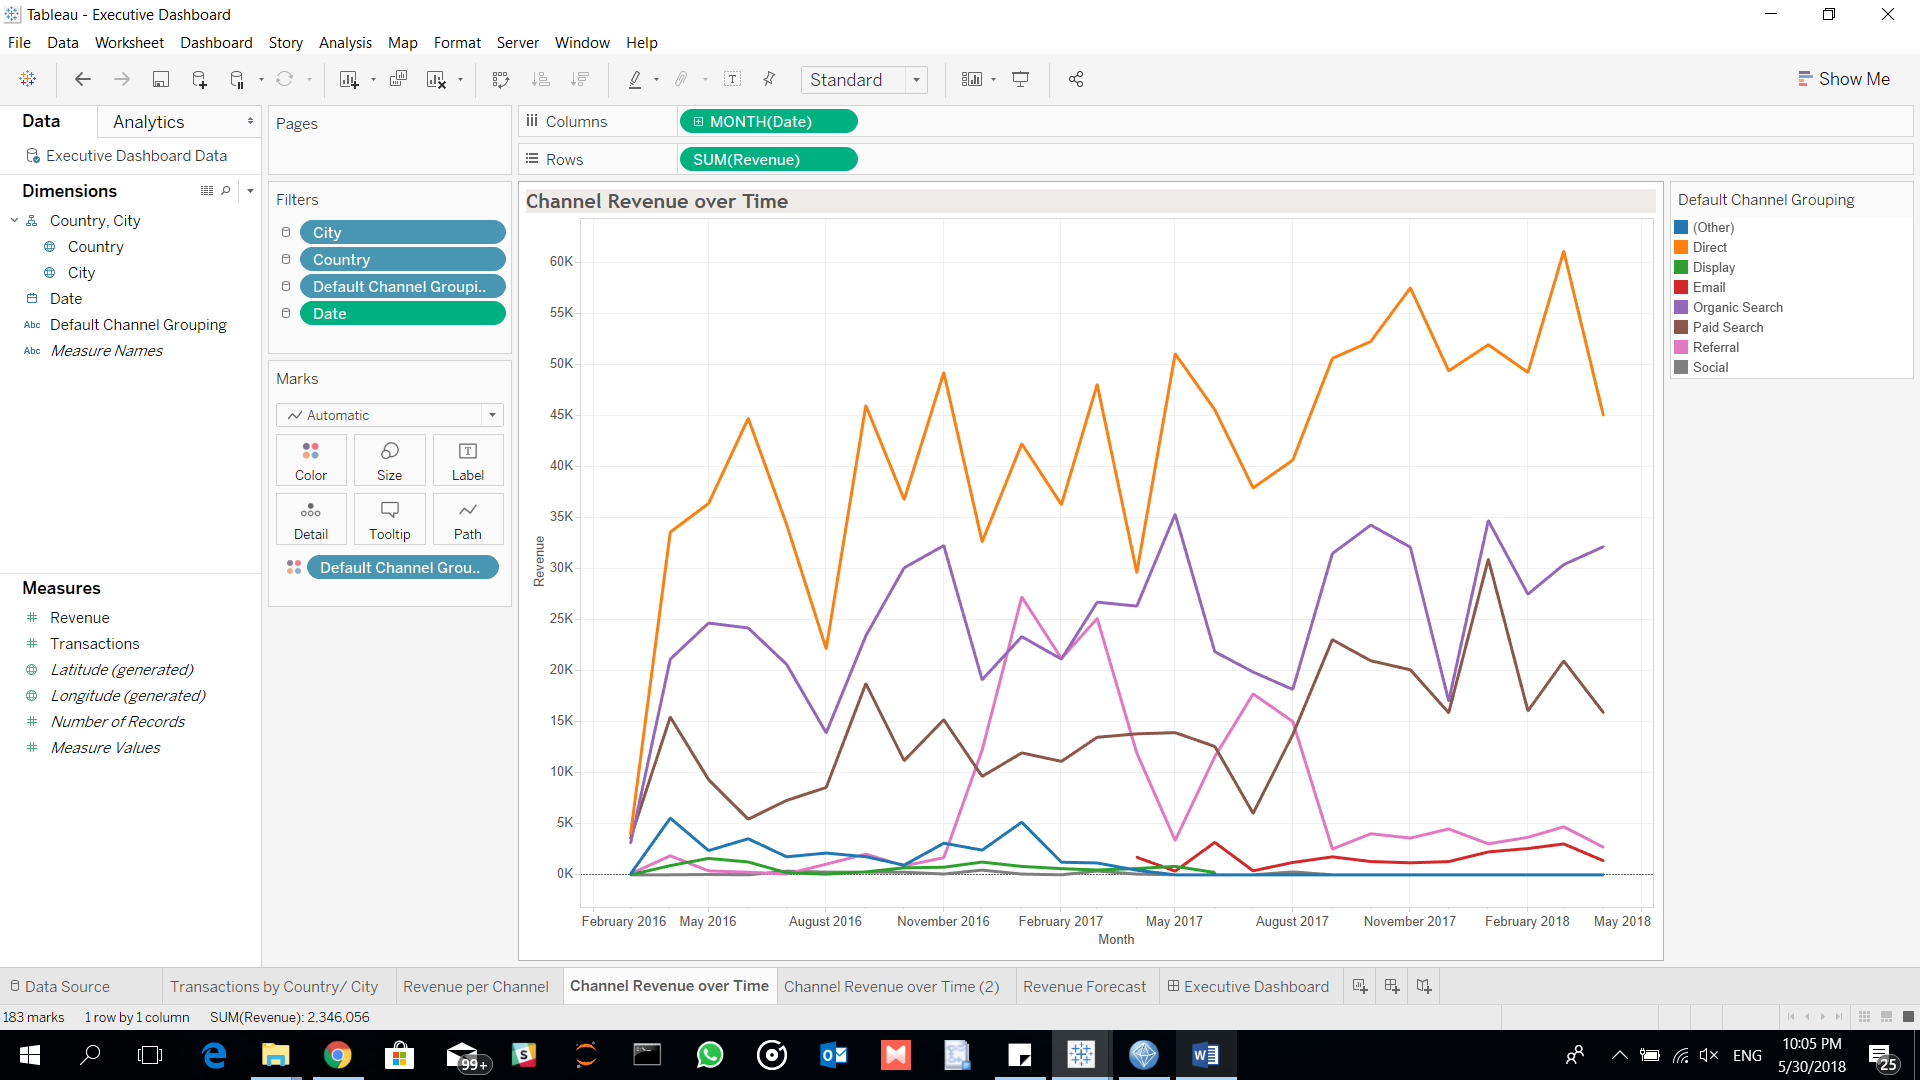 Tableau - Executive Dashboard
File Data Worksheet Dashboard Story Analysis Map Format Server Window Help
Standard
Show Me
Data Analytics
Executive Dashboard Data
Dimensions
Country, City
Country
City
Date
Abc Default Channel Grouping
Abc Measure Names
Measures
Revenue
Transactions
Latitude (generated)
Longitude (generated)
Number of Records
Measure Values
Pages
Filters
City
Country
Default Channel Groupi..
Date
Marks
Automatic
Color Size Label
Detail Tooltip Path
Default Channel Grou..
Columns MONTH(Date)
Rows SUM(Revenue)
Channel Revenue over Time
60K
55K
50K
45K
40K
35K
30K
25K
20K
15K
10K
5K
0K
Revenue
February 2016 May 2016 August 2016 November 2016 February 2017 May 2017 August 2017 November 2017 February 2018 May 2018
Month
Default Channel Grouping
(Other)
Direct
Display
Email
Organic Search
Paid Search
Referral
Social
Data Source Transactions by Country/ City Revenue per Channel Channel Revenue over Time Channel Revenue over Time (2) Revenue Forecast Executive Dashboard
183 marks 1 row by 1 column SUM(Revenue): 2,346,056
99+
ENG
10:05 PM
5/30/2018
25